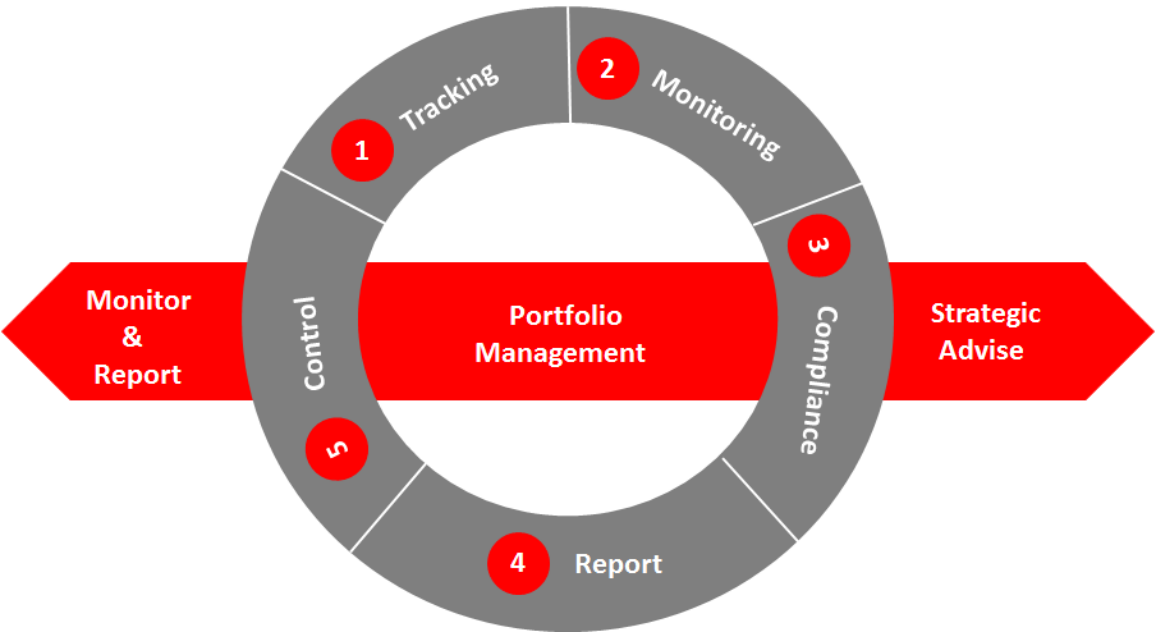 1 Tracking
2 Monitoring
3 Compliance
4 Report
5 Control
Monitor
&
Report
Portfolio
Management
Strategic
Advise